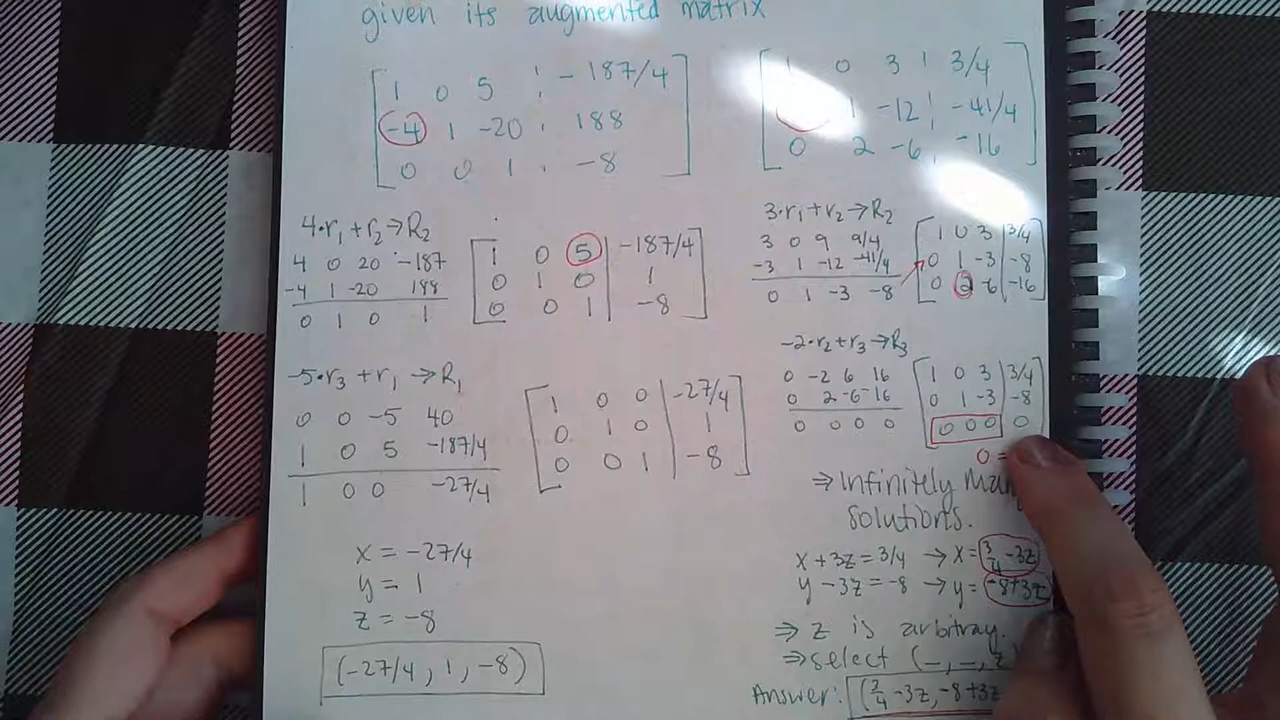 given its augmented matrix
1 0 5 ¦ -187/4
-4 1 -20 ¦ 188
0 0 1 ¦ -8
4·r₁ + r₂ → R₂
4 0 20 -187
-4 1 -20 188
0 1 0 1
1 0 5 | -187/4
0 1 0 | 1
0 0 1 | -8
-5·r₃ + r₁ → R₁
0 0 -5 40
1 0 5 -187/4
1 0 0 -27/4
1 0 0 | -27/4
0 1 0 | 1
0 0 1 | -8
x = -27/4
y = 1
z = -8
(-27/4, 1, -8)
1 0 3 ¦ 3/4
1 -12 ¦ -41/4
0 2 -6 ¦ -16
3·r₁ + r₂ → R₂
3 0 9 9/4
-3 1 -12 -41/4
0 1 -3 -8
1 0 3 | 3/4
0 1 -3 | -8
0 2 -6 | -16
-2·r₂ + r₃ → R₃
0 -2 6 16
0 2 -6 -16
0 0 0 0
1 0 3 | 3/4
0 1 -3 | -8
0 0 0 | 0
0 =
⇒ Infinitely
solutions.
x + 3z = 3/4 → x = 3/4 - 3z
y - 3z = -8 → y = -8+3z
⇒ z is arbitray.
⇒ select (_, _, z
Answer: (3/4 - 3z, -8+3z